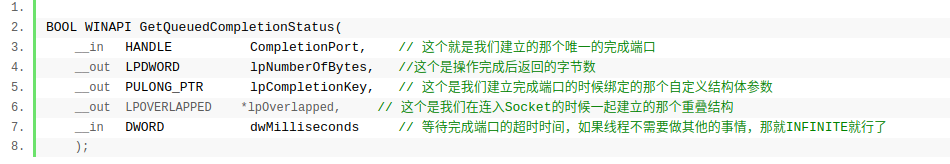 1.
2. BOOL WINAPI GetQueuedCompletionStatus(
3. __in HANDLE CompletionPort, // 这个就是我们建立的那个唯一的完成端口
4. __out LPDWORD lpNumberOfBytes, //这个是操作完成后返回的字节数
5. __out PULONG_PTR lpCompletionKey, // 这个是我们建立完成端口的时候绑定的那个自定义结构体参数
6. __out LPOVERLAPPED *lpOverlapped, // 这个是我们在连入Socket的时候一起建立的那个重叠结构
7. __in DWORD dwMilliseconds // 等待完成端口的超时时间，如果线程不需要做其他的事情，那就INFINITE就行了
8. );